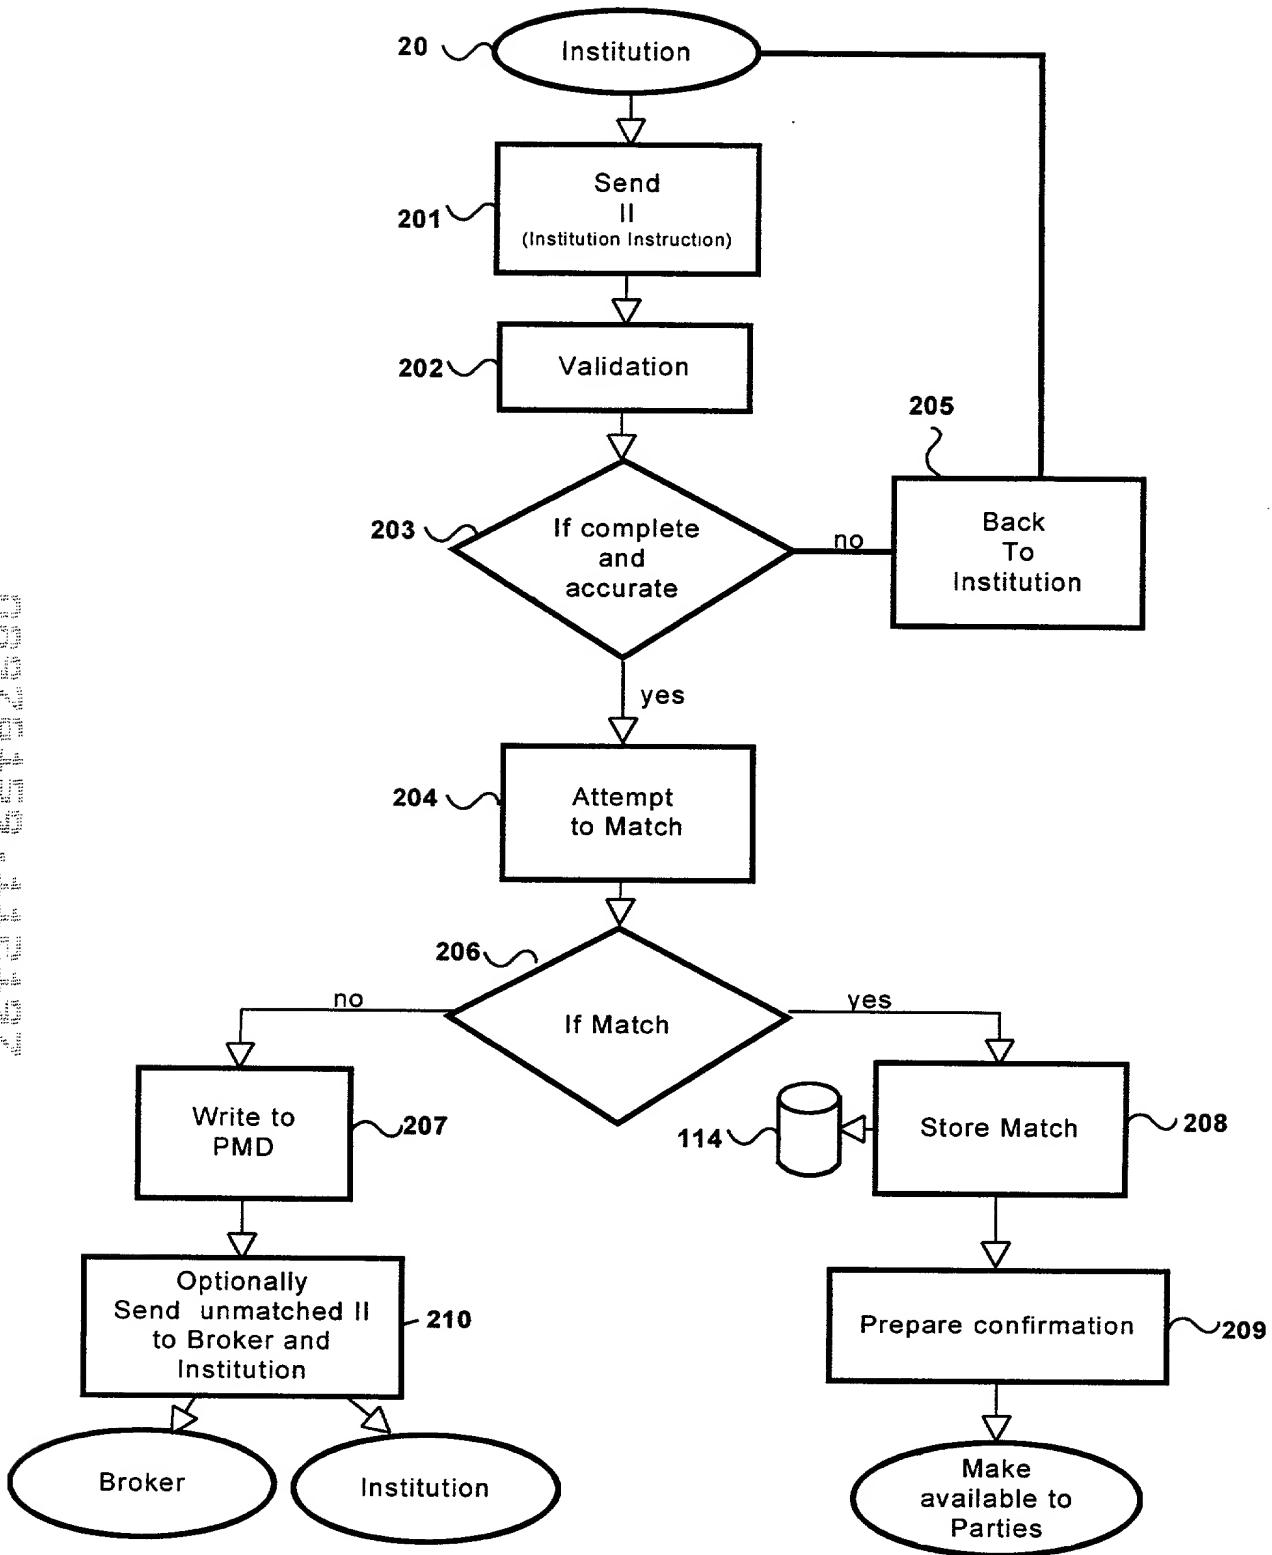 20
Institution
Send
II
(Institution Instruction)
201
Validation
202
205
If complete
and
accurate
203
no
Back
To
Institution
yes
Attempt
to Match
204
206
If Match
no
yes
Write to
PMD
207
114
Store Match
208
Optionally
Send unmatched II
to Broker and
Institution
210
Prepare confirmation
209
Broker
Institution
Make
available to
Parties